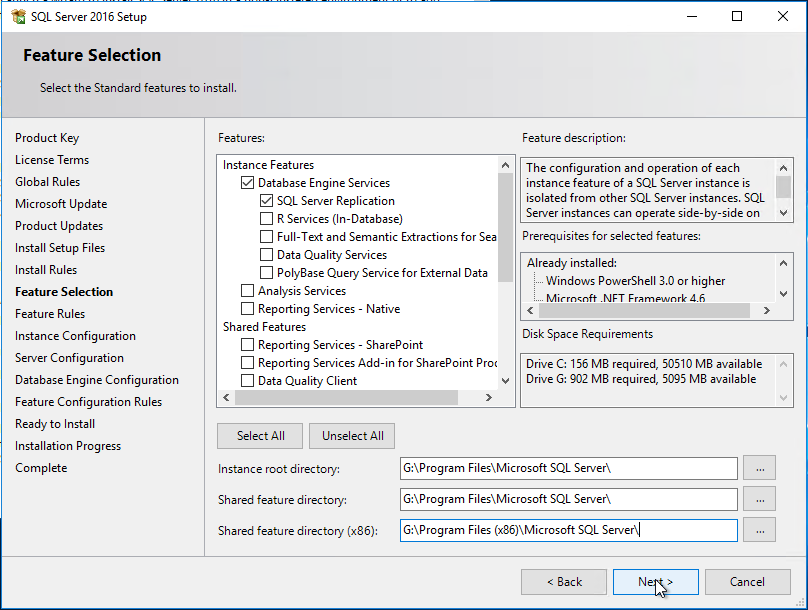 SQL Server 2016 Setup
Feature Selection
Select the Standard features to install.
Product Key
License Terms
Global Rules
Microsoft Update
Product Updates
Install Setup Files
Install Rules
Feature Selection
Feature Rules
Instance Configuration
Server Configuration
Database Engine Configuration
Feature Configuration Rules
Ready to Install
Installation Progress
Complete
Features:
Instance Features
Database Engine Services
SQL Server Replication
R Services (In-Database)
Full-Text and Semantic Extractions for Sea
Data Quality Services
PolyBase Query Service for External Data
Analysis Services
Reporting Services - Native
Shared Features
Reporting Services - SharePoint
Reporting Services Add-in for SharePoint Proc
Data Quality Client
Feature description:
The configuration and operation of each
instance feature of a SQL Server instance is
isolated from other SQL Server instances. SQL
Server instances can operate side-by-side on
Prerequisites for selected features:
Already installed:
Windows PowerShell 3.0 or higher
Microsoft .NET Framework 4.6
Disk Space Requirements
Drive C: 156 MB required, 50510 MB available
Drive G: 902 MB required, 5095 MB available
Select All
Unselect All
Instance root directory:
G:\Program Files\Microsoft SQL Server\
...
Shared feature directory:
G:\Program Files\Microsoft SQL Server\
...
Shared feature directory (x86):
G:\Program Files (x86)\Microsoft SQL Server\
...
< Back
Next >
Cancel